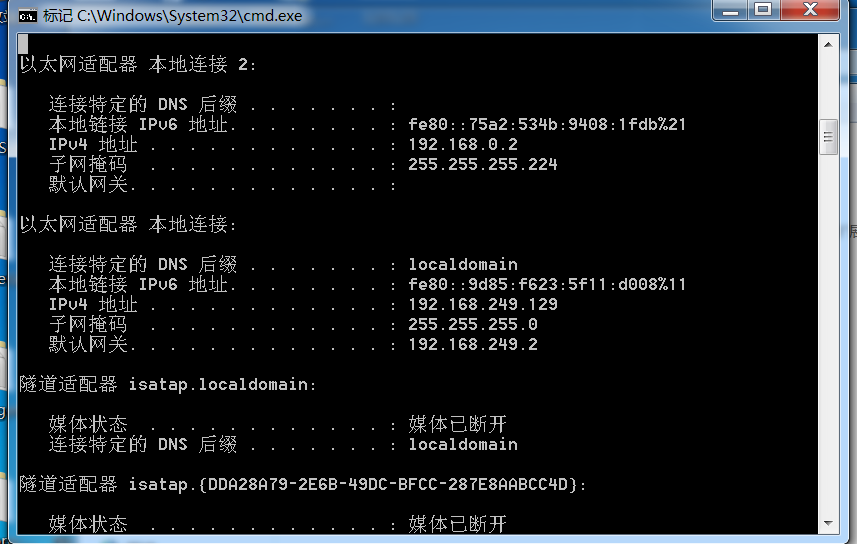 标记 C:\Windows\System32\cmd.exe
以太网适配器 本地连接 2:
连接特定的 DNS 后缀 . . . . . . . :
本地链接 IPv6 地址. . . . . . . . : fe80::75a2:534b:9408:1fdb%21
IPv4 地址 . . . . . . . . . . . . : 192.168.0.2
子网掩码 . . . . . . . . . . . . : 255.255.255.224
默认网关. . . . . . . . . . . . . :
以太网适配器 本地连接:
连接特定的 DNS 后缀 . . . . . . . : localdomain
本地链接 IPv6 地址. . . . . . . . : fe80::9d85:f623:5f11:d008%11
IPv4 地址 . . . . . . . . . . . . : 192.168.249.129
子网掩码 . . . . . . . . . . . . : 255.255.255.0
默认网关. . . . . . . . . . . . . : 192.168.249.2
隧道适配器 isatap.localdomain:
媒体状态 . . . . . . . . . . . . : 媒体已断开
连接特定的 DNS 后缀 . . . . . . . : localdomain
隧道适配器 isatap.{DDA28A79-2E6B-49DC-BFCC-287E8AABCC4D}:
媒体状态 . . . . . . . . . . . . : 媒体已断开